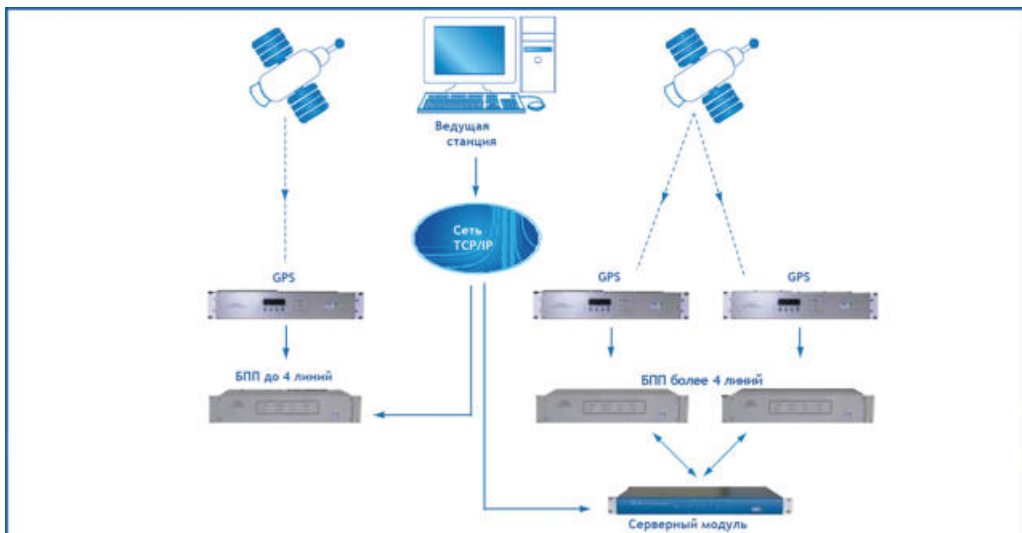 Ведущая
станция
Сеть
TCP/IP
GPS
GPS
GPS
БПП до 4 линий
БПП более 4 линий
Серверный модуль